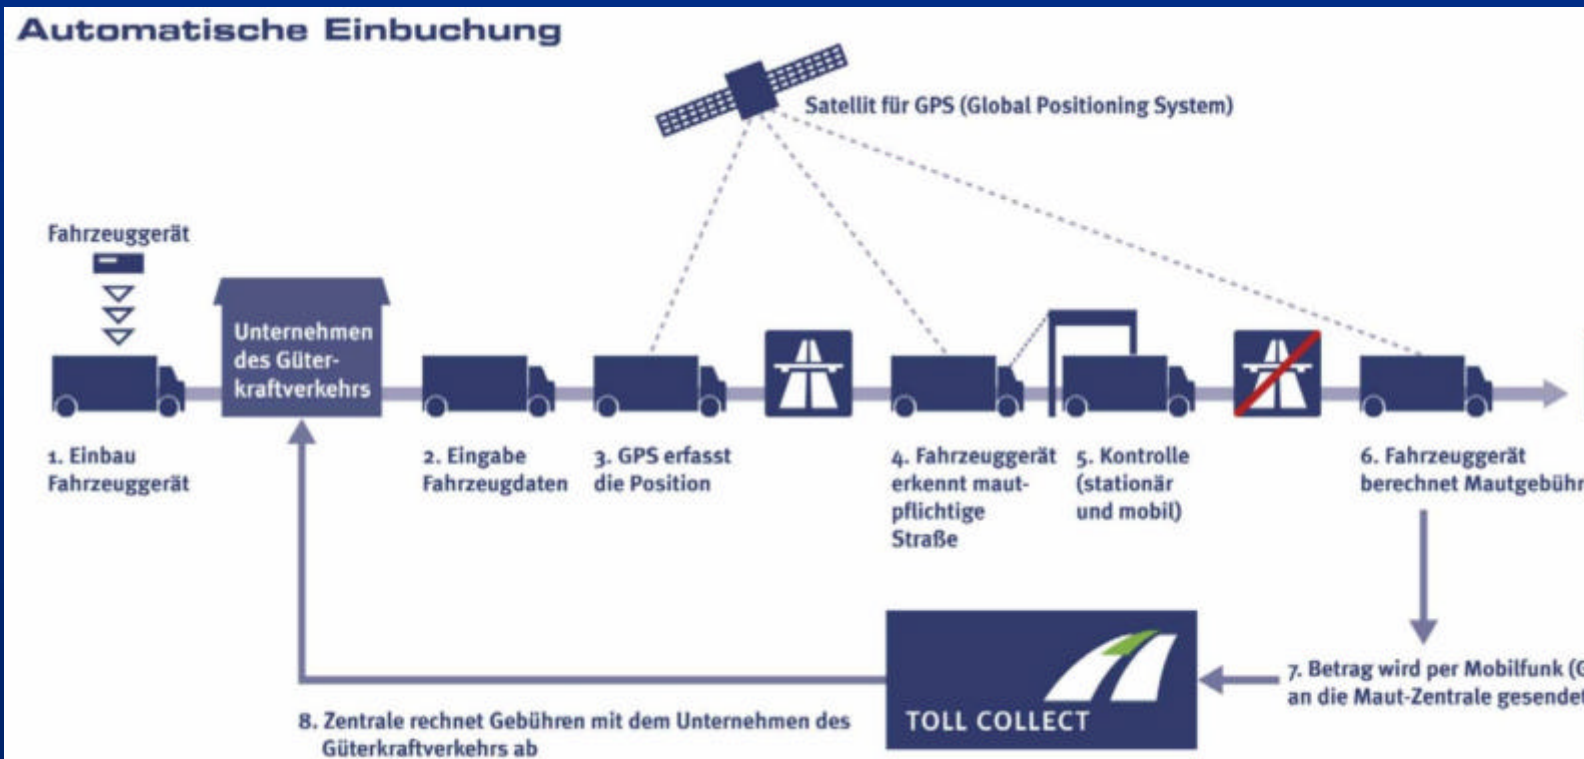 Automatische Einbuchung
Satellit für GPS (Global Positioning System)
Fahrzeuggerät
Unternehmen
des Güter-
kraftverkehrs
1. Einbau
Fahrzeuggerät
2. Eingabe
Fahrzeugdaten
3. GPS erfasst
die Position
4. Fahrzeuggerät
erkennt maut-
pflichtige
Straße
5. Kontrolle
(stationär
und mobil)
6. Fahrzeuggerät
berechnet Mautgebühr
7. Betrag wird per Mobilfunk
an die Maut-Zentrale gesendet
TOLL COLLECT
8. Zentrale rechnet Gebühren mit dem Unternehmen des
Güterkraftverkehrs ab